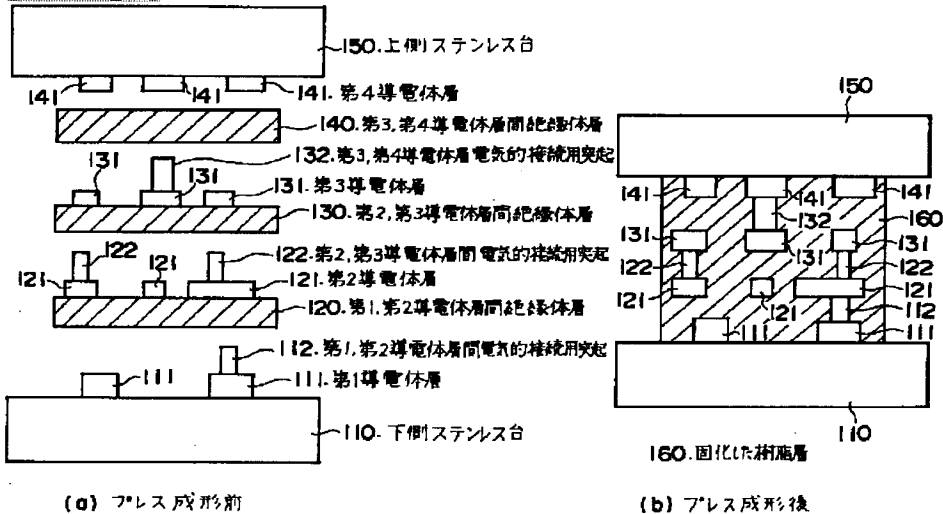 150.上側ステンレス台
141 141 141.第4導電体層
140.第3,第4導電体層間絶縁体層
132.第3,第4導電体層電気的接続用突起
131 131 131.第3導電体層
130.第2,第3導電体層間絶縁体層
122 122.第2,第3導電体層間電気的接続用突起
121 121 121.第2導電体層
120.第1,第2導電体層間絶縁体層
112.第1,第2導電体層間電気的接続用突起
111 111.第1導電体層
110.下側ステンレス台
(a) プレス成形前
150
141 141 141
132
160
131 131 131
122 122
121 121 121
112
111 111
110
160.固化した樹脂層
(b) プレス成形後